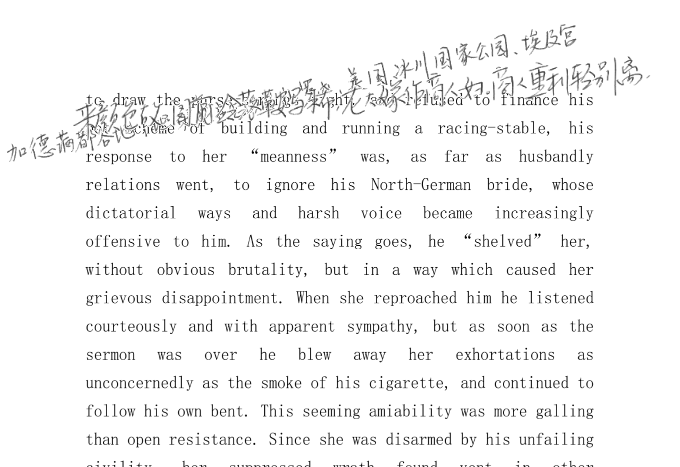 美国冰川国家公园、埃及宫
嫁作商人妇。商人重利轻别离.
加德满都各地
to draw the purse refused to finance his
scheme of building and running a racing-stable, his
response to her “meanness” was, as far as husbandly
relations went, to ignore his North-German bride, whose
dictatorial ways and harsh voice became increasingly
offensive to him. As the saying goes, he “shelved” her,
without obvious brutality, but in a way which caused her
grievous disappointment. When she reproached him he listened
courteously and with apparent sympathy, but as soon as the
sermon was over he blew away her exhortations as
unconcernedly as the smoke of his cigarette, and continued to
follow his own bent. This seeming amiability was more galling
than open resistance. Since she was disarmed by his unfailing
civility, her suppressed wrath found vent in other